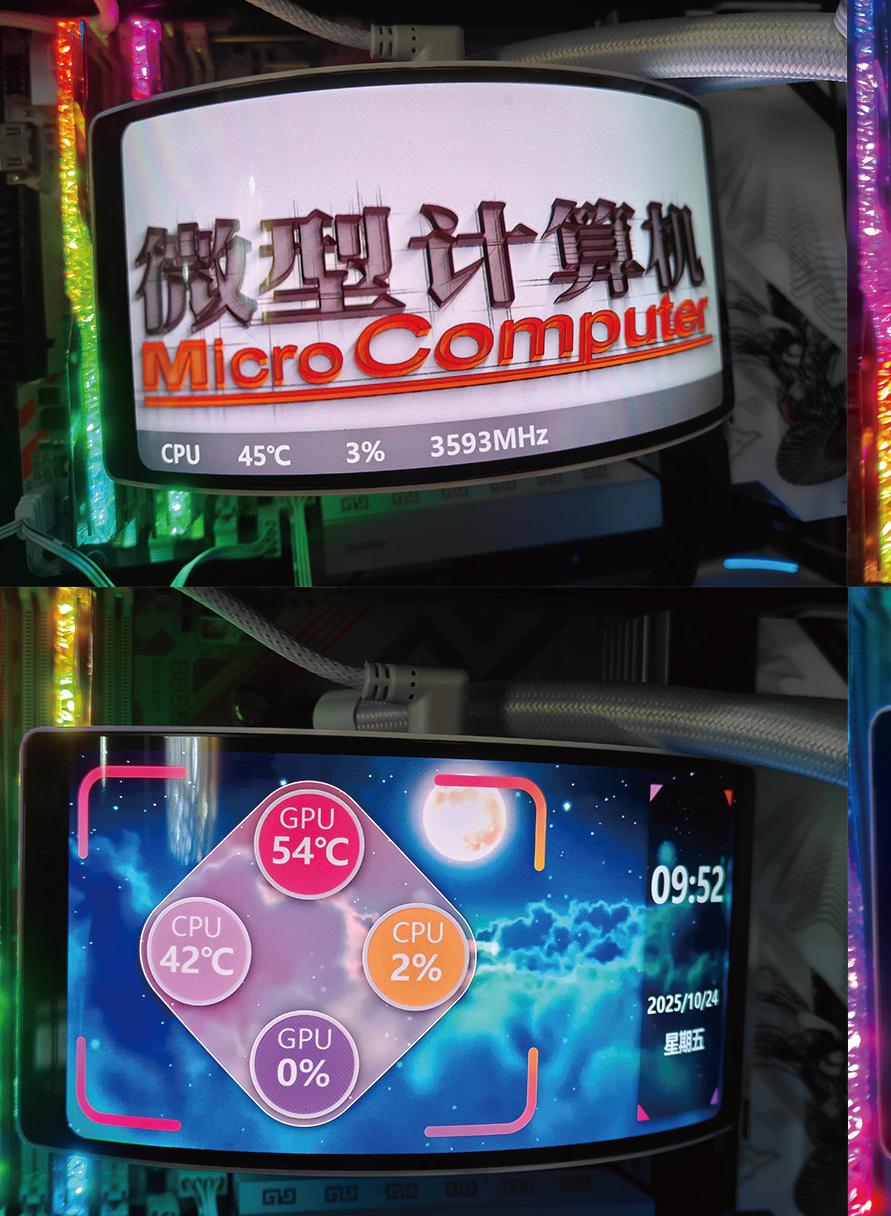 微型计算机
MicroComputer
CPU 45℃ 3% 3593MHz
GPU
54℃
CPU
42℃
CPU
2%
GPU
0%
09:52
2025/10/24
星期五